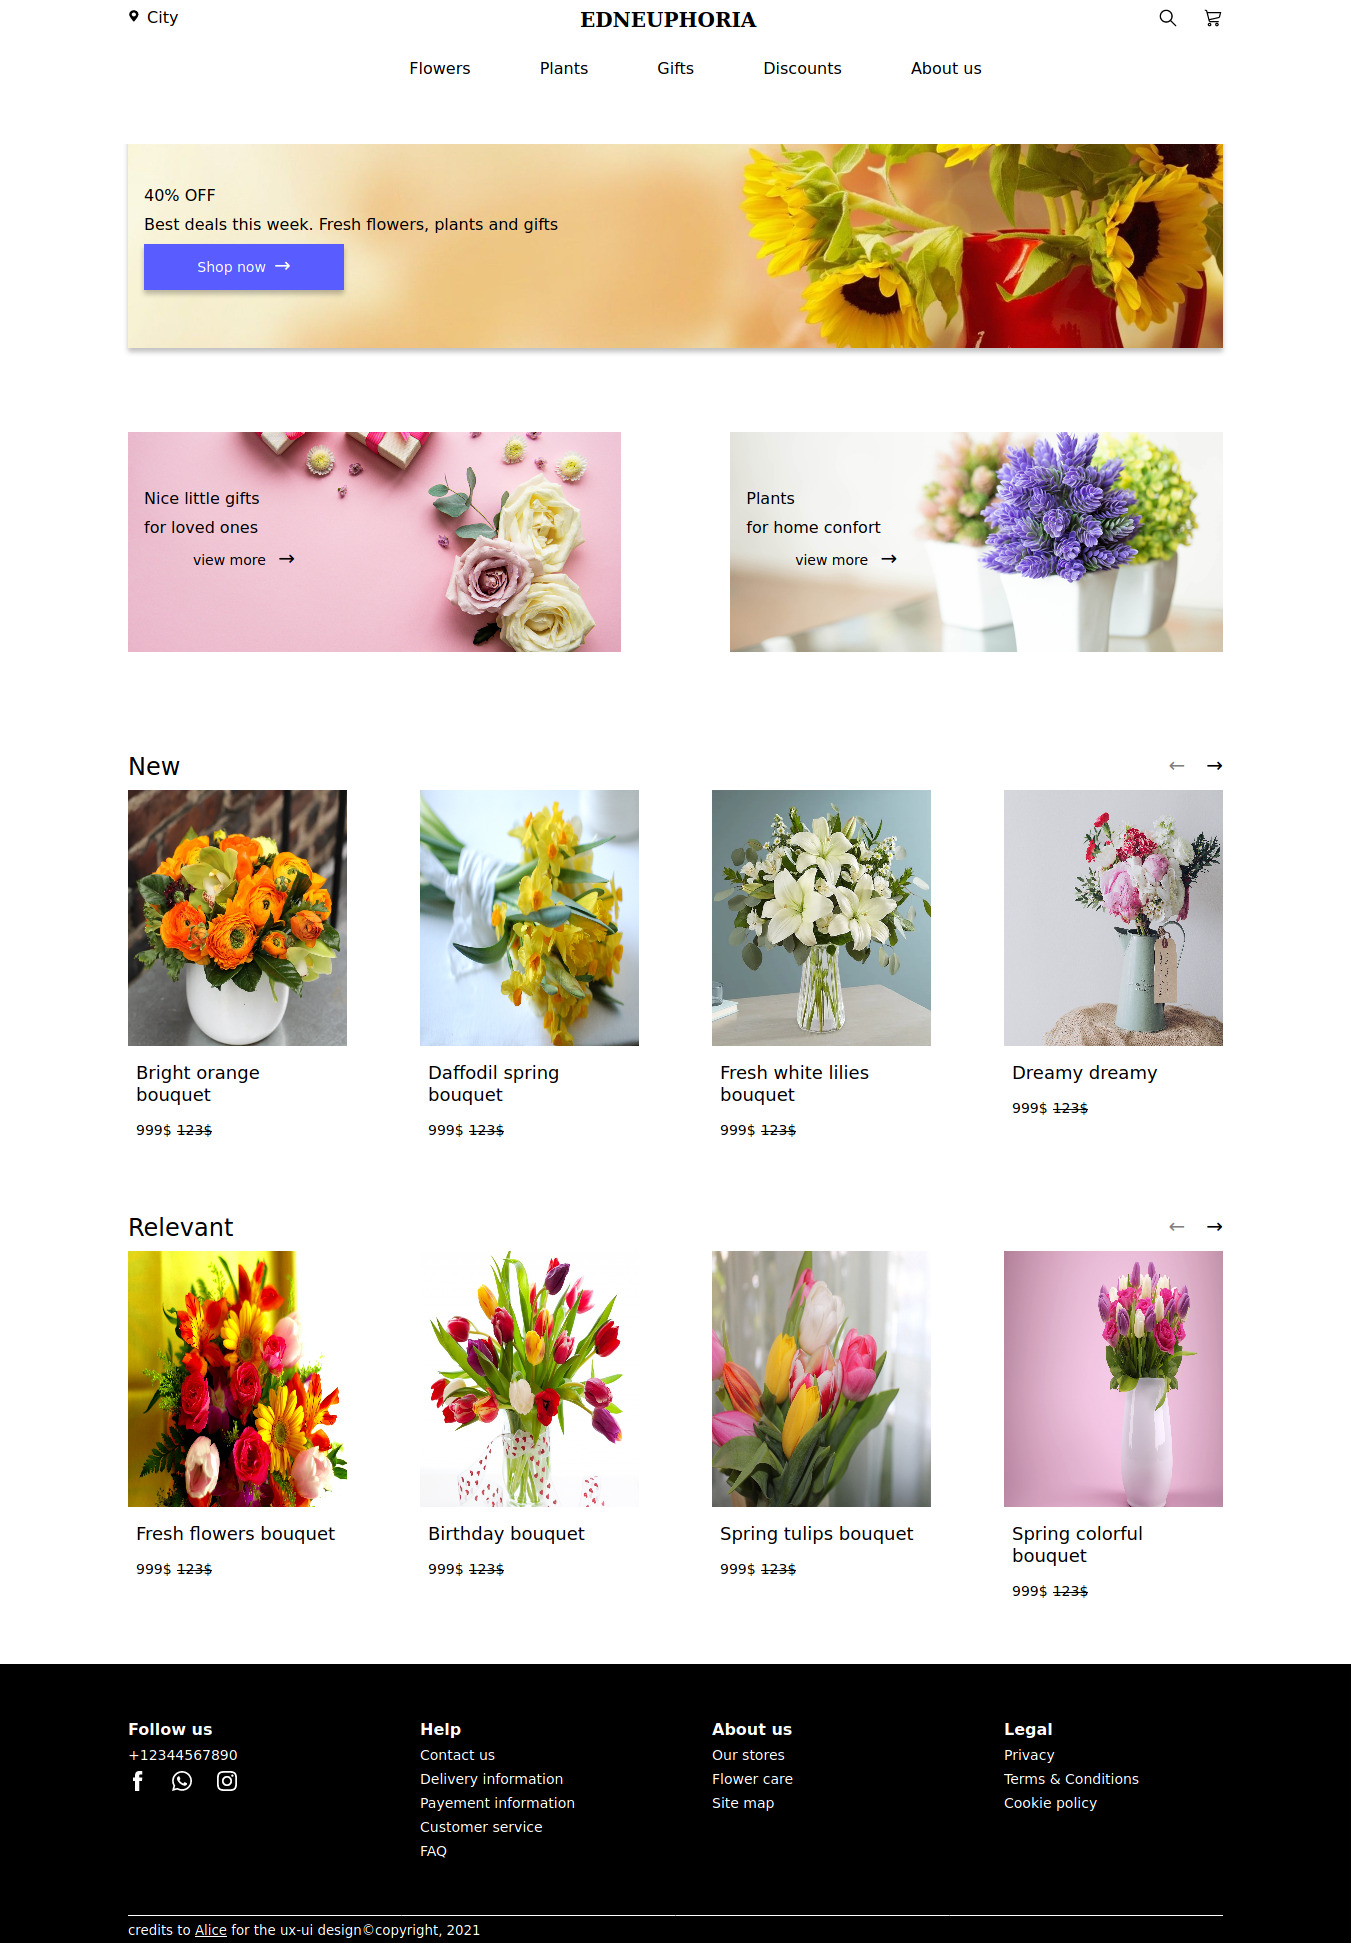 City
EDNEUPHORIA
Flowers Plants Gifts Discounts About us
40% OFF
Best deals this week. Fresh flowers, plants and gifts
Shop now →
Nice little gifts
for loved ones
view more →
Plants
for home confort
view more →
New
← →
Bright orange
bouquet
999$ 123$
Daffodil spring
bouquet
999$ 123$
Fresh white lilies
bouquet
999$ 123$
Dreamy dreamy
999$ 123$
Relevant
← →
Fresh flowers bouquet
999$ 123$
Birthday bouquet
999$ 123$
Spring tulips bouquet
999$ 123$
Spring colorful
bouquet
999$ 123$
Follow us
+12344567890
Help
Contact us
Delivery information
Payement information
Customer service
FAQ
About us
Our stores
Flower care
Site map
Legal
Privacy
Terms & Conditions
Cookie policy
credits to Alice for the ux-ui design©copyright, 2021